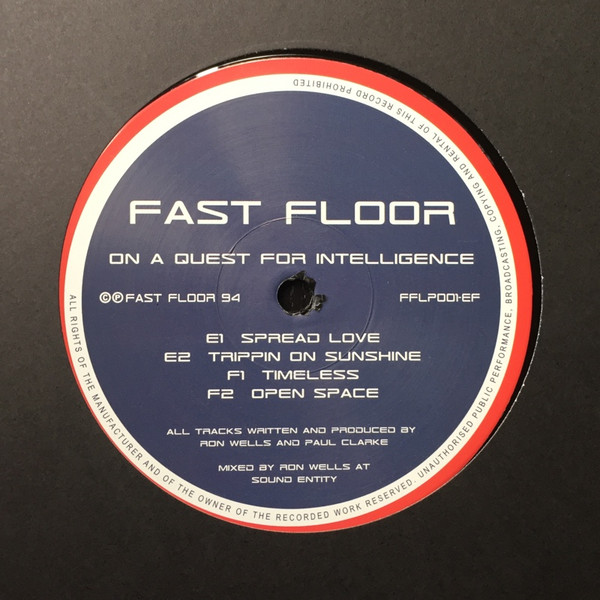 FAST FLOOR
ON A QUEST FOR INTELLIGENCE
©℗FAST FLOOR 94
FFLP001-EF
E1 SPREAD LOVE
E2 TRIPPIN ON SUNSHINE
F1 TIMELESS
F2 OPEN SPACE
ALL TRACKS WRITTEN AND PRODUCED BY
RON WELLS AND PAUL CLARKE
MIXED BY RON WELLS AT
SOUND ENTITY
ALL RIGHTS OF THE MANUFACTURER AND OF THE OWNER OF THE RECORDED WORK RESERVED. UNAUTHORISED PUBLIC PERFORMANCE, BROADCASTING · COPYING AND RENTAL OF THIS RECORD PROHIBITED